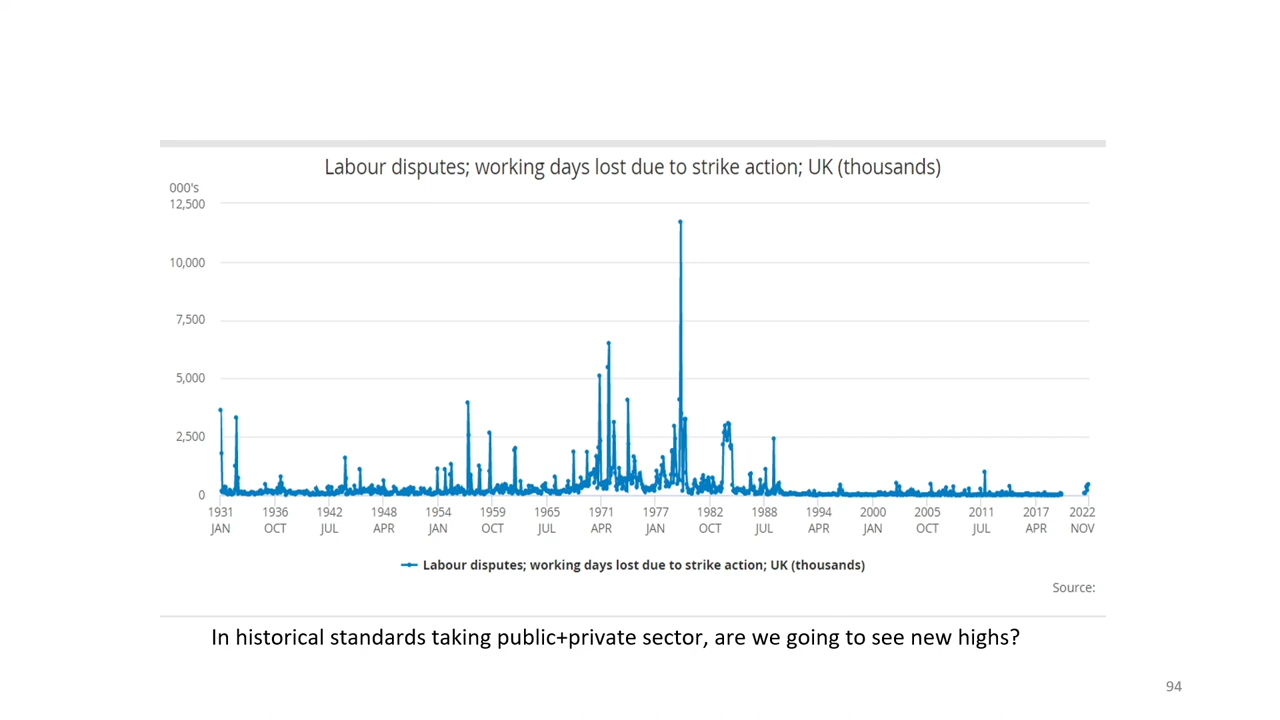 Labour disputes; working days lost due to strike action; UK (thousands)
000's
12,500
10,000
7,500
5,000
2,500
0
1931 1936 1942 1948 1954 1959 1965 1971 1977 1982 1988 1994 2000 2005 2011 2017 2022
JAN OCT JUL APR JAN OCT JUL APR JAN OCT JUL APR JAN OCT JUL APR NOV
Labour disputes; working days lost due to strike action; UK (thousands)
Source:
In historical standards taking public+private sector, are we going to see new highs?
94